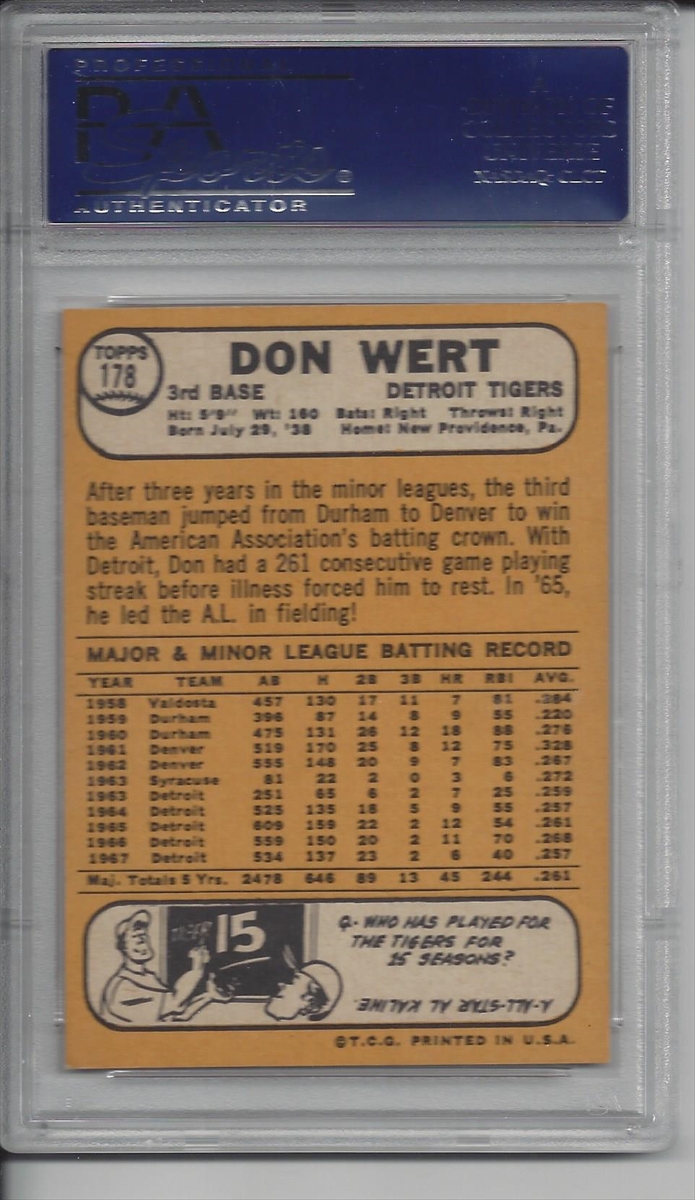 PSA
Sports®
AUTHENTICATOR
A
COLLECTORS
UNIVERSE
NASDAQ: CLCT
TOPPS
178
DON WERT
3rd BASE DETROIT TIGERS
Ht: 5'9" Wt: 160 Bats: Right Throws: Right
Born July 29, '38 Home: New Providence, Pa.
After three years in the minor leagues, the third
baseman jumped from Durham to Denver to win
the American Association's batting crown. With
Detroit, Don had a 261 consecutive game playing
streak before illness forced him to rest. In '65,
he led the A.L. in fielding!
MAJOR & MINOR LEAGUE BATTING RECORD
YEAR TEAM AB H 2B 3B HR RBI AVG.
1958 Valdosta 457 130 17 11 7 81 .284
1959 Durham 396 87 14 8 9 55 .220
1960 Durham 475 131 26 12 18 88 .276
1961 Denver 519 170 25 8 12 75 .328
1962 Denver 555 148 20 9 7 83 .267
1963 Syracuse 81 22 2 0 3 6 .272
1963 Detroit 251 65 6 2 7 25 .259
1964 Detroit 525 135 18 5 9 55 .257
1965 Detroit 609 159 22 2 12 54 .261
1966 Detroit 559 150 20 2 11 70 .268
1967 Detroit 534 137 23 2 6 40 .257
Maj. Totals 5 Yrs. 2478 646 89 13 45 244 .261
TIGER 15
Q- WHO HAS PLAYED FOR
THE TIGERS FOR
15 SEASONS?
A- ALL-STAR AL KALINE.
©T.C.G. PRINTED IN U.S.A.